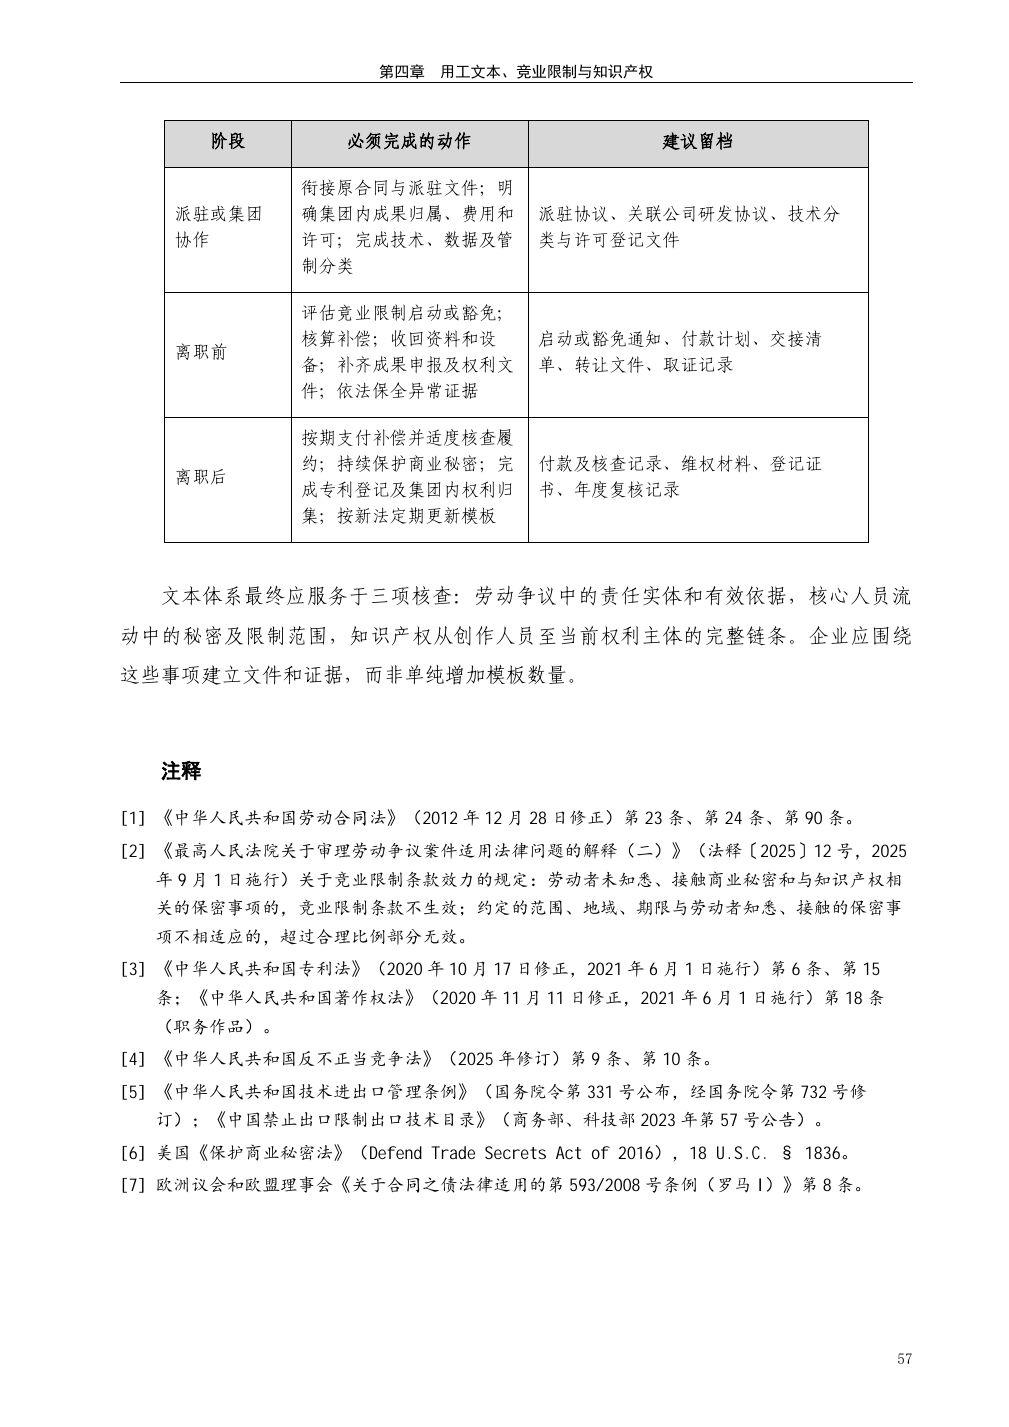 第四章　用工文本、竞业限制与知识产权
阶段
必须完成的动作
建议留档
派驻或集团
协作
衔接原合同与派驻文件；明
确集团内成果归属、费用和
许可；完成技术、数据及管
制分类
派驻协议、关联公司研发协议、技术分
类与许可登记文件
离职前
评估竞业限制启动或豁免；
核算补偿；收回资料和设
备；补齐成果申报及权利文
件；依法保全异常证据
启动或豁免通知、付款计划、交接清
单、转让文件、取证记录
离职后
按期支付补偿并适度核查履
约；持续保护商业秘密；完
成专利登记及集团内权利归
集；按新法定期更新模板
付款及核查记录、维权材料、登记证
书、年度复核记录
文本体系最终应服务于三项核查：劳动争议中的责任实体和有效依据，核心人员流
动中的秘密及限制范围，知识产权从创作人员至当前权利主体的完整链条。企业应围绕
这些事项建立文件和证据，而非单纯增加模板数量。
注释
[1] 《中华人民共和国劳动合同法》（2012 年 12 月 28 日修正）第 23 条、第 24 条、第 90 条。
[2] 《最高人民法院关于审理劳动争议案件适用法律问题的解释（二）》（法释〔2025〕12 号，2025
年 9 月 1 日施行）关于竞业限制条款效力的规定：劳动者未知悉、接触商业秘密和与知识产权相
关的保密事项的，竞业限制条款不生效；约定的范围、地域、期限与劳动者知悉、接触的保密事
项不相适应的，超过合理比例部分无效。
[3] 《中华人民共和国专利法》（2020 年 10 月 17 日修正，2021 年 6 月 1 日施行）第 6 条、第 15
条；《中华人民共和国著作权法》（2020 年 11 月 11 日修正，2021 年 6 月 1 日施行）第 18 条
（职务作品）。
[4] 《中华人民共和国反不正当竞争法》（2025 年修订）第 9 条、第 10 条。
[5] 《中华人民共和国技术进出口管理条例》（国务院令第 331 号公布，经国务院令第 732 号修
订）；《中国禁止出口限制出口技术目录》（商务部、科技部 2023 年第 57 号公告）。
[6] 美国《保护商业秘密法》（Defend Trade Secrets Act of 2016），18 U.S.C. § 1836。
[7] 欧洲议会和欧盟理事会《关于合同之债法律适用的第 593/2008 号条例（罗马 I）》第 8 条。
57